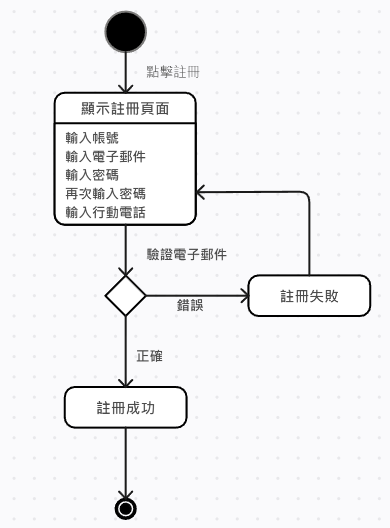 點擊註冊
顯示註冊頁面
輸入帳號
輸入電子郵件
輸入密碼
再次輸入密碼
輸入行動電話
驗證電子郵件
錯誤
註冊失敗
正確
註冊成功